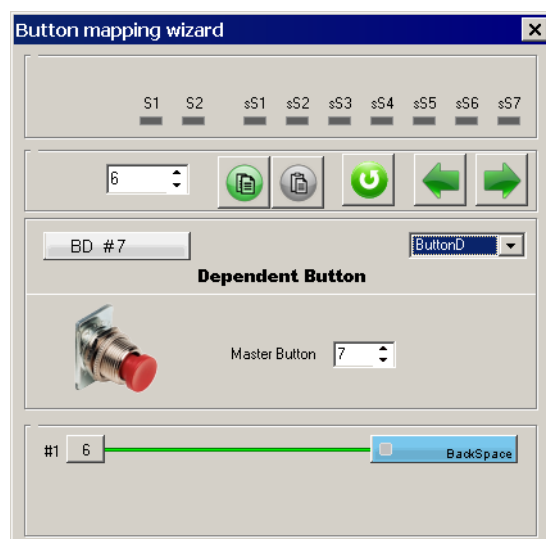 Button mapping wizard
S1 S2 sS1 sS2 sS3 sS4 sS5 sS6 sS7
6
BD #7 ButtonD
Dependent Button
Master Button 7
#1 6 BackSpace